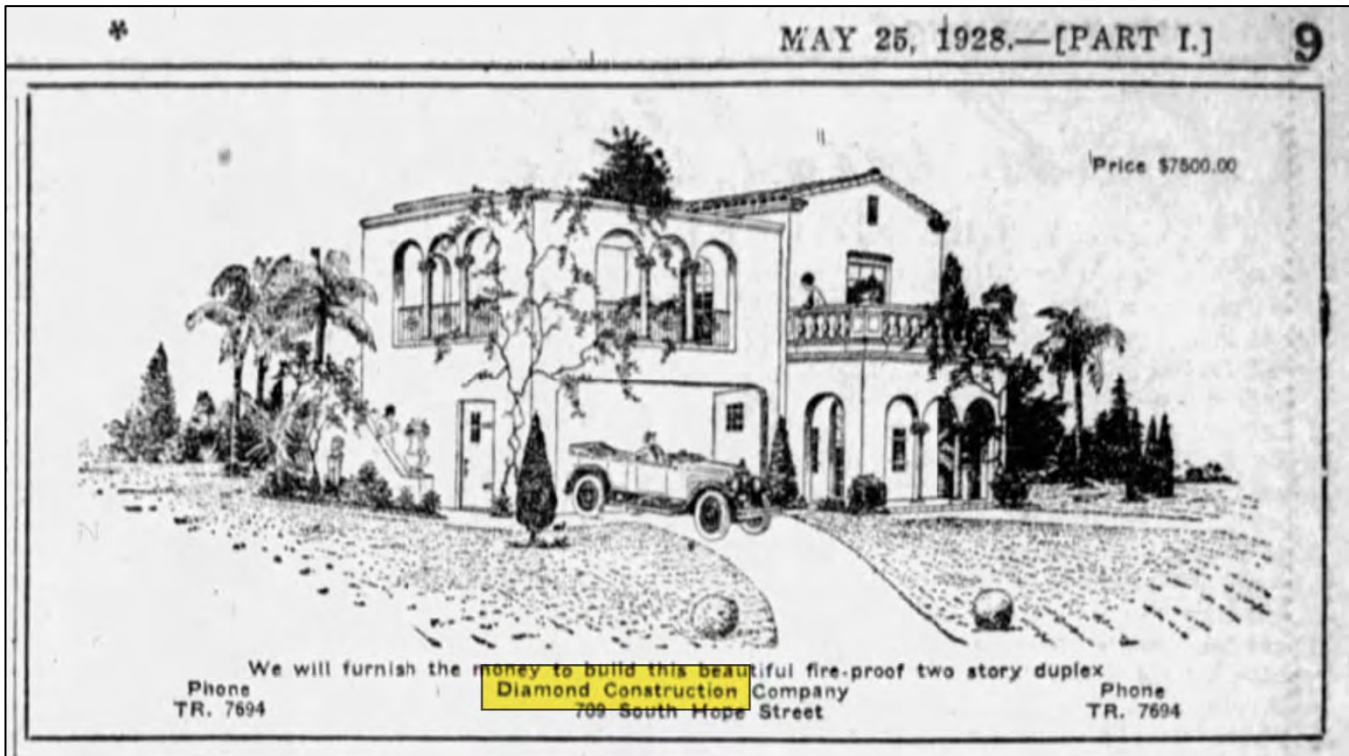 * MAY 25, 1928.—[PART I.] 9
Price $7500.00
We will furnish the money to build this beautiful fire-proof two story duplex
Phone Diamond Construction Company Phone
TR. 7694 709 South Hope Street TR. 7694